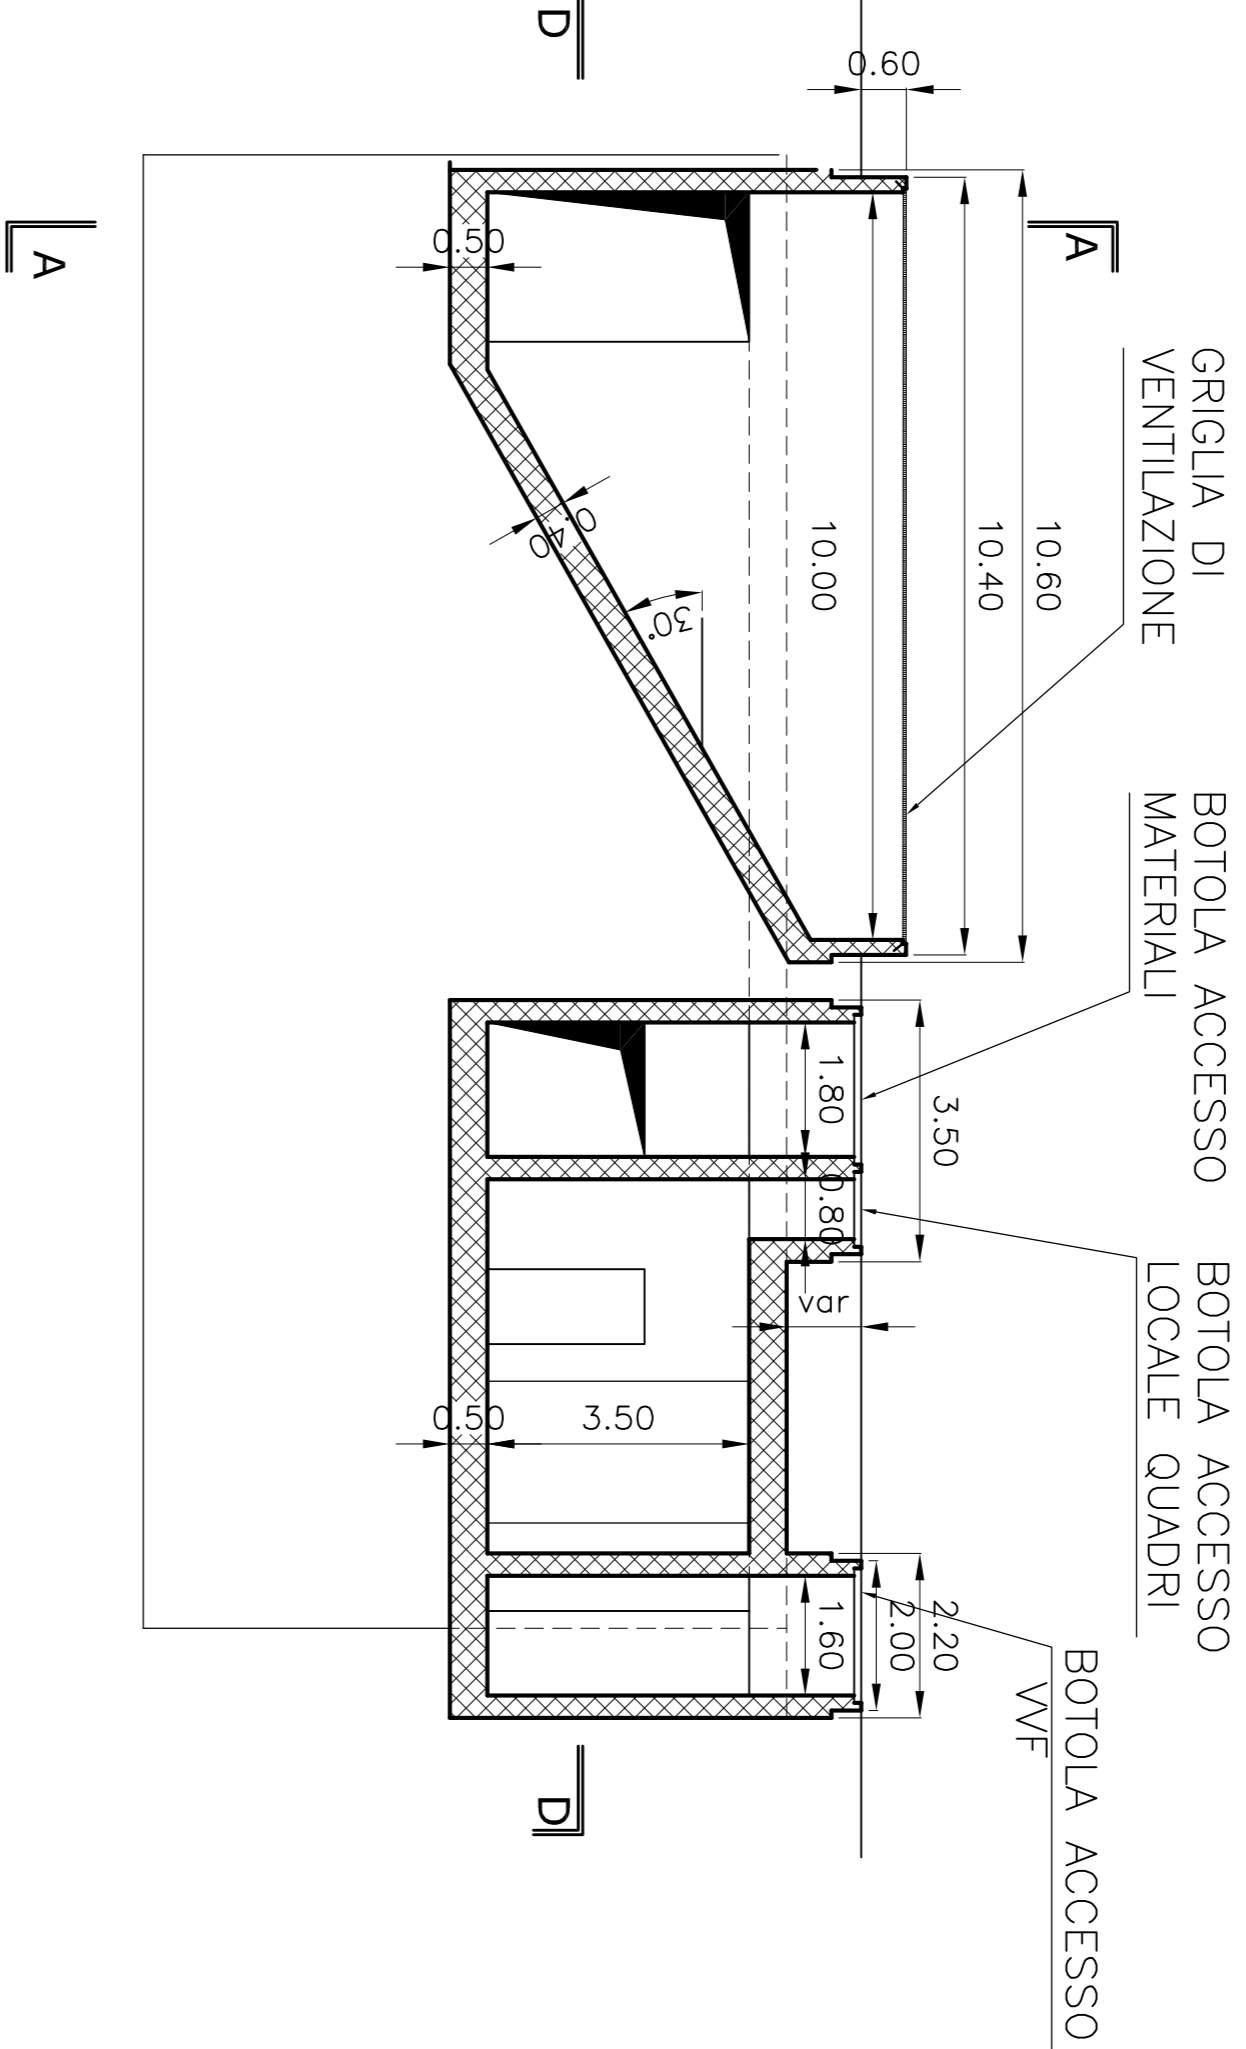 GRIGLIA DI
VENTILAZIONE
BOTOLA ACCESSO
MATERIALI
BOTOLA ACCESSO
LOCALE QUADRI
BOTOLA ACCESSO
VVF
A
A
D
D
0.60
10.60
10.40
10.00
0.50
0.40
30°
3.50
1.80
0.80
var
0.50
3.50
2.20
2.00
1.60